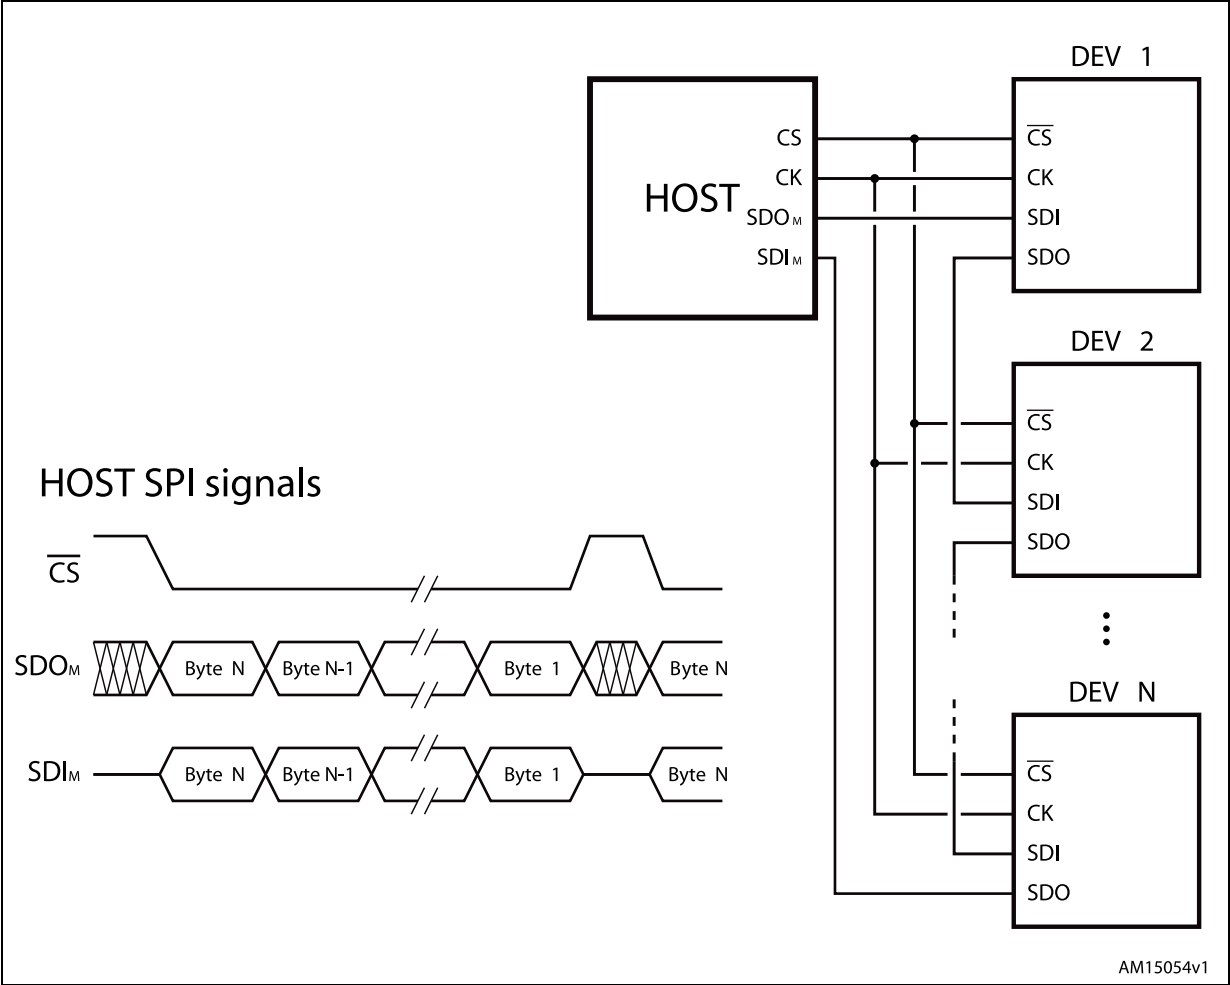 DEV 1
HOST
CS
CK
SDO M
SDI M
CS
CK
SDI
SDO
DEV 2
CS
CK
SDI
SDO
HOST SPI signals
CS
SDOM
Byte N
Byte N-1
Byte 1
Byte N
SDIM
Byte N
Byte N-1
Byte 1
Byte N
DEV N
CS
CK
SDI
SDO
AM15054v1